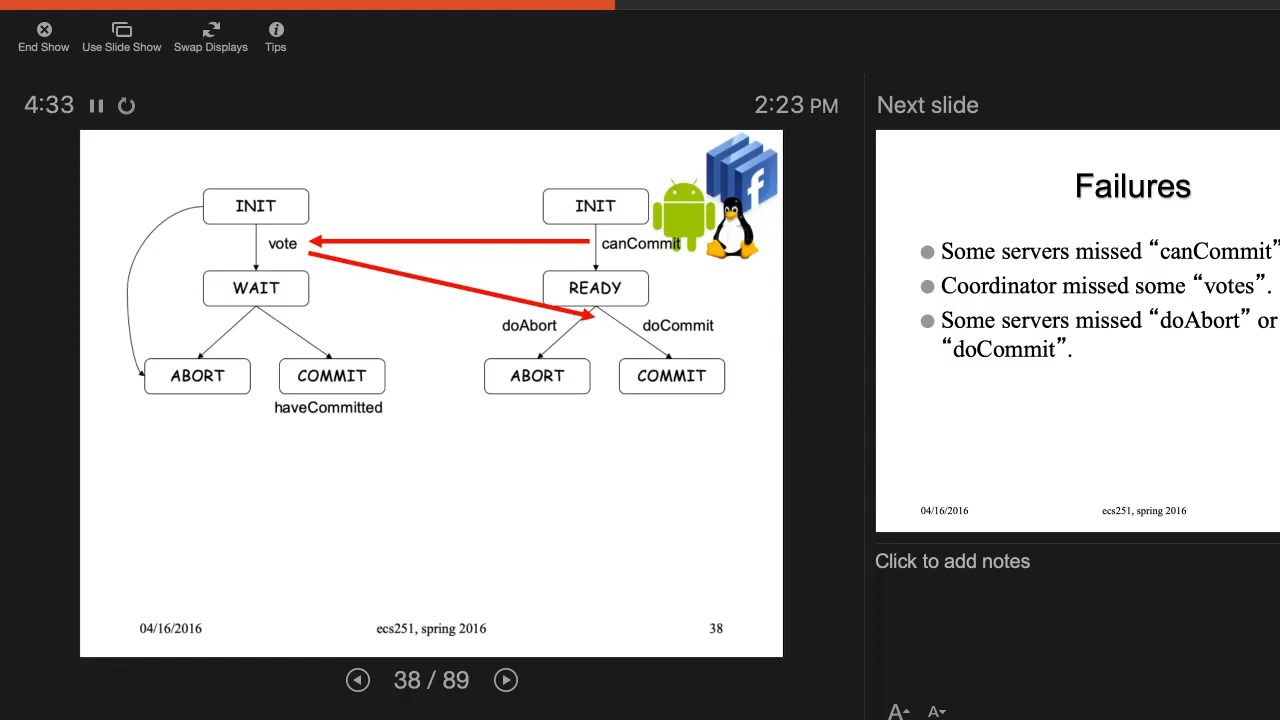 End Show
Use Slide Show
Swap Displays
Tips
4:33
2:23 PM
INIT
INIT
vote
canCommit
WAIT
READY
doAbort
doCommit
ABORT
COMMIT
ABORT
COMMIT
haveCommitted
04/16/2016
ecs251, spring 2016
38
38 / 89
Next slide
Failures
Some servers missed “canCommit”
Coordinator missed some “votes”.
Some servers missed “doAbort” or
“doCommit”.
04/16/2016
ecs251, spring 2016
Click to add notes
A
A